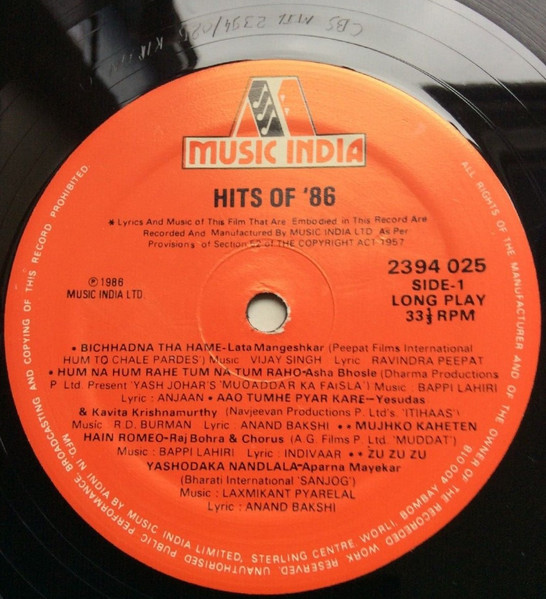 CBS MIL 2394/025
MUSIC INDIA
HITS OF '86
* Lyrics And Music of This Film That Are Embodied in This Record Are
Recorded And Manufactured By MUSIC INDIA LTD. As Per
Provisions of Section 52 of THE COPYRIGHT ACT 1957
℗ 1986
MUSIC INDIA LTD.
2394 025
SIDE-1
LONG PLAY
33⅓ RPM
• BICHHADNA THA HAME-Lata Mangeshkar (Peepat Films International
HUM TO CHALE PARDES') Music VIJAY SINGH Lyric RAVINDRA PEEPAT
• HUM NA HUM RAHE TUM NA TUM RAHO-Asha Bhosle (Dharma Productions
P Ltd. Present 'YASH JOHAR'S 'MUQADDAR KA FAISLA') Music : BAPPI LAHIRI
Lyric : ANJAAN • AAO TUMHE PYAR KARE-Yesudas
& Kavita Krishnamurthy (Navjeevan Productions P. Ltd's. 'ITIHAAS')
Music : R.D. BURMAN Lyric ANAND BAKSHI • • MUJHKO KAHETEN
HAIN ROMEO-Raj Bohra & Chorus (A.G. Films P. Ltd. 'MUDDAT')
Music : BAPPI LAHIRI Lyric : INDIVAAR • • ZU ZU ZU
YASHODAKA NANDLALA-Aparna Mayekar
(Bharati International 'SANJOG')
Music : LAXMIKANT PYARELAL
Lyric : ANAND BAKSHI
ALL RIGHTS OF THE MANUFACTURER AND OF THE OWNER OF THE RECOREDED WORK RESERVED. UNAUTHORISED PUBLIC PERFORMANCE BROADCASTING AND COPYING OF THIS RECORD PROHIBITED.
MFD. IN INDIA BY MUSIC INDIA LIMITED, STERLING CENTRE WORLI, BOMBAY 400 018